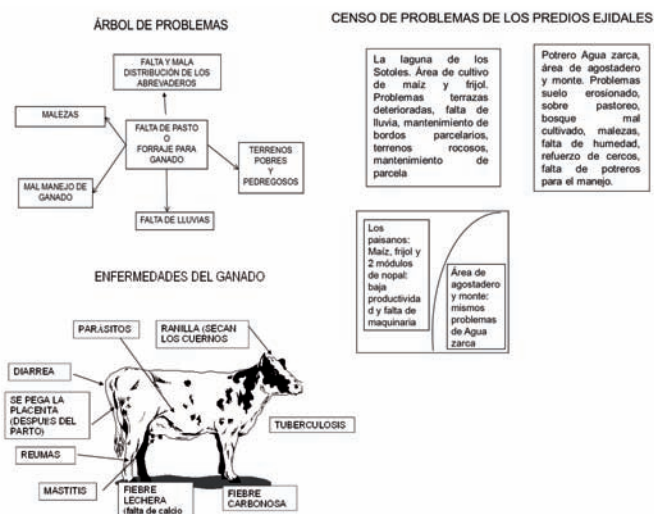 ÁRBOL DE PROBLEMAS
FALTA Y MALA
DISTRIBUCIÓN DE LOS
ABREVADEROS
MALEZAS
FALTA DE PASTO
O
FORRAJE PARA
GANADO
TERRENOS
POBRES
Y
PEDREGOSOS
MAL MANEJO DE
GANADO
FALTA DE LLUVIAS
ENFERMEDADES DEL GANADO
PARÁSITOS
RANILLA (SECAN
LOS CUERNOS
DIARREA
SE PEGA LA
PLACENTA
(DESPUES DEL
PARTO)
TUBERCULOSIS
REUMAS
MASTITIS
FIEBRE
LECHERA
(falta de calcio
FIEBRE
CARBONOSA
CENSO DE PROBLEMAS DE LOS PREDIOS EJIDALES
La laguna de los
Sotoles. Área de cultivo
de maíz y frijol.
Problemas terrazas
deterioradas, falta de
lluvia, mantenimiento de
bordos parcelarios,
terrenos rocosos,
mantenimiento de
parcela
Potrero Agua zarca,
área de agostadero
y monte. Problemas
suelo erosionado,
sobre pastoreo,
bosque mal
cultivado, malezas,
falta de humedad,
refuerzo de cercos,
falta de potreros
para el manejo.
Los
paisanos:
Maíz, frijol y
2 módulos
de nopal:
baja
productivida
d y falta de
maquinaria
Área de
agostadero
y monte:
mismos
problemas
de Agua
zarca